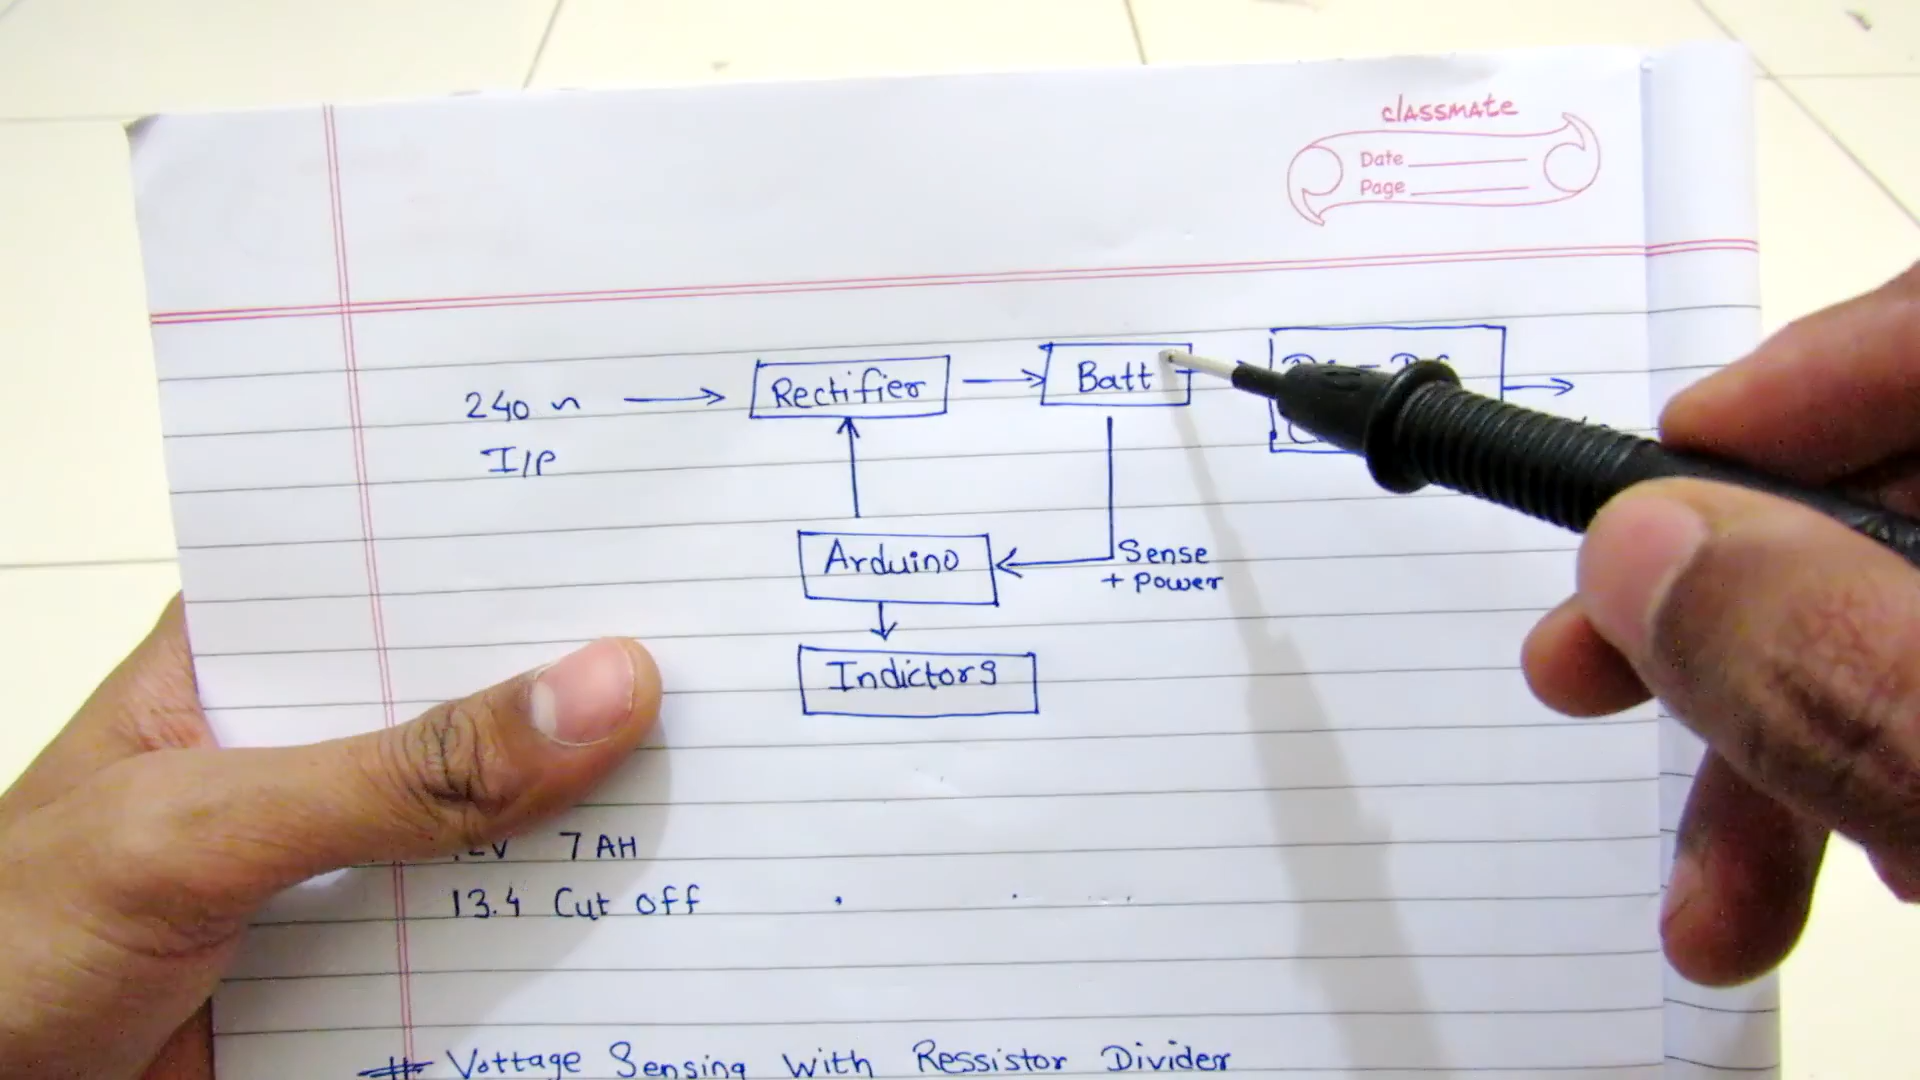 classmate
Date
Page
240 ~
I/P
Rectifier
Batt
Arduino
Sense
+ power
Indictors
7 AH
13.4 Cut off
# Vottage Sensing With Ressistor Divider